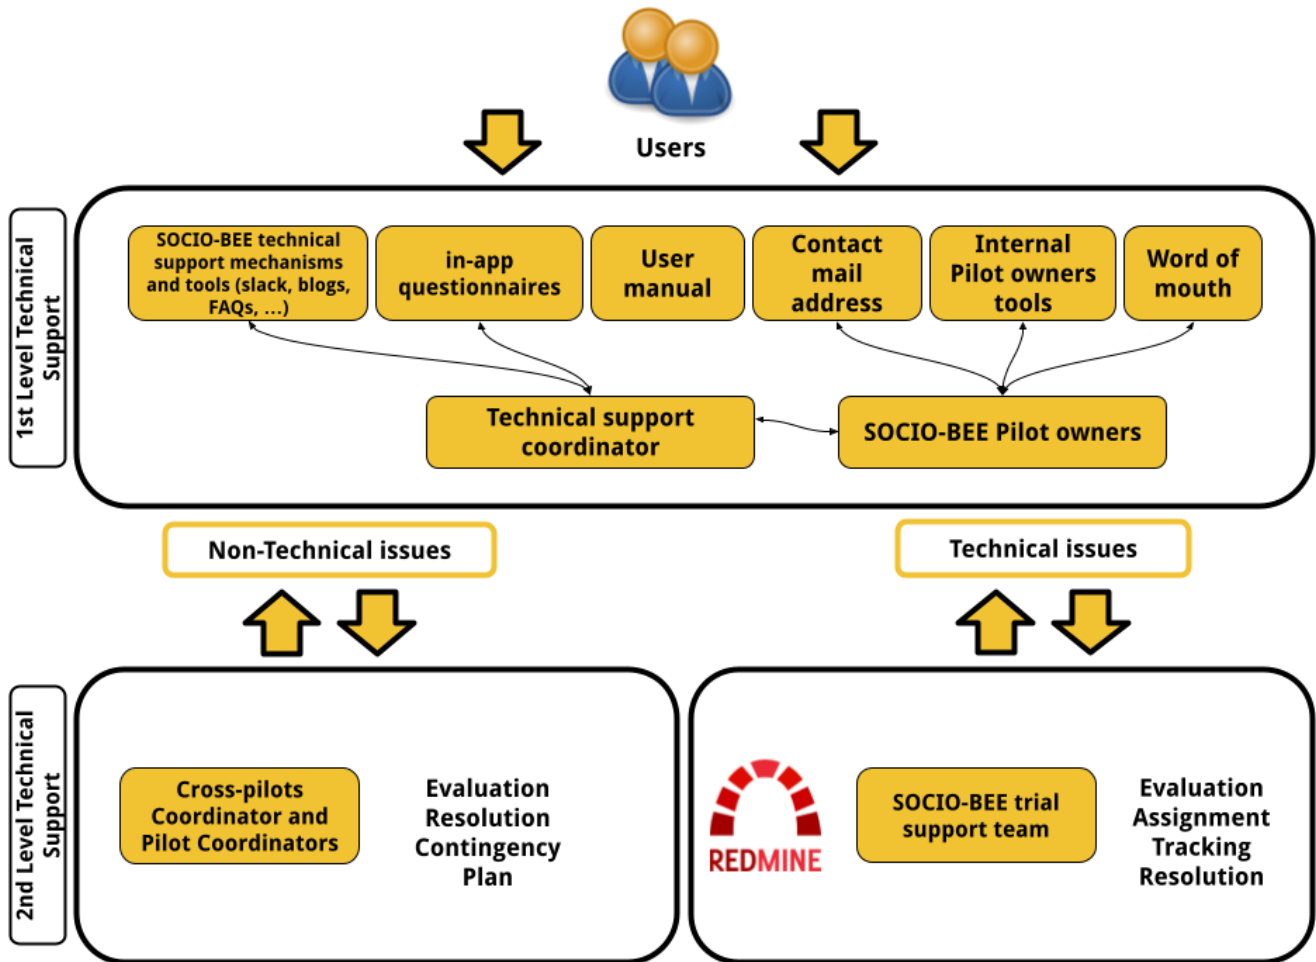 Users
1st Level Technical
Support
SOCIO-BEE technical
support mechanisms
and tools (slack, blogs,
FAQs, ...)
in-app
questionnaires
User
manual
Contact
mail
address
Internal
Pilot owners
tools
Word of
mouth
Technical support
coordinator
SOCIO-BEE Pilot owners
Non-Technical issues
Technical issues
2nd Level Technical
Support
Cross-pilots
Coordinator and
Pilot Coordinators
Evaluation
Resolution
Contingency
Plan
REDMINE
SOCIO-BEE trial
support team
Evaluation
Assignment
Tracking
Resolution